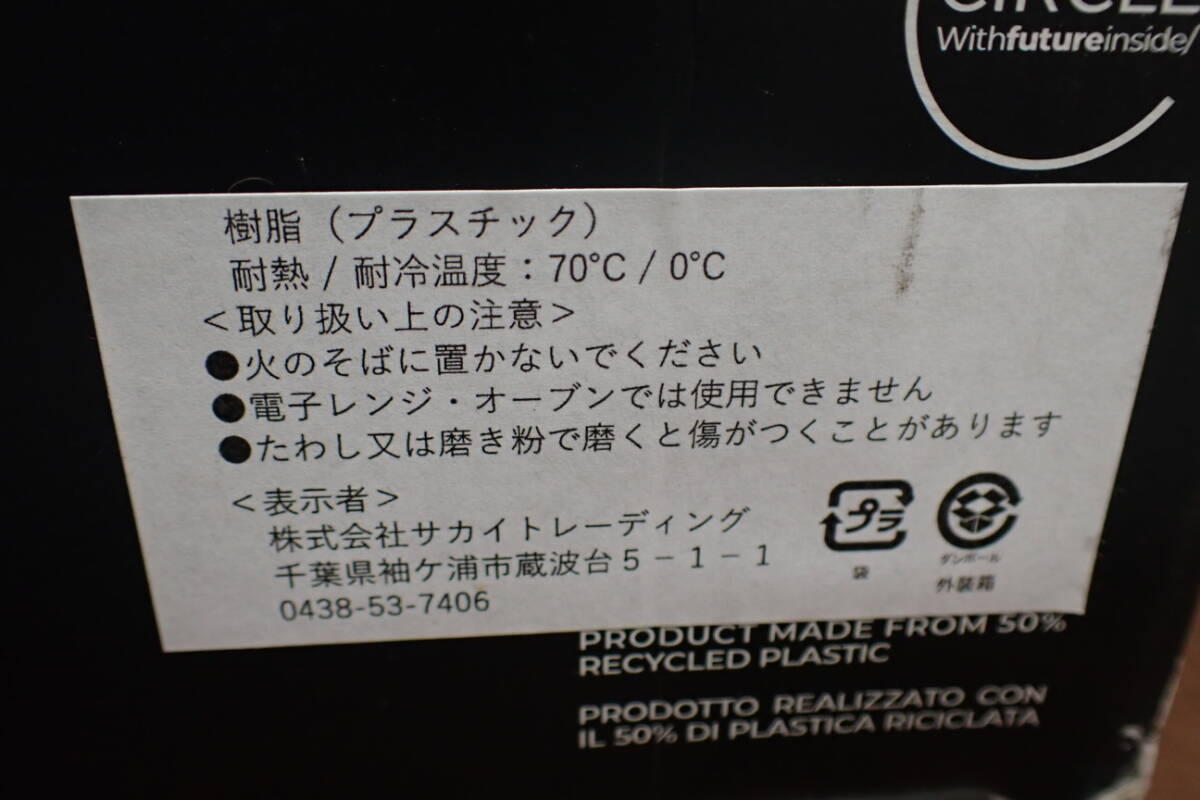 CIRCLE
Withfutureinside/
樹脂（プラスチック）
耐熱 / 耐冷温度：70℃ / 0℃
＜取り扱い上の注意＞
●火のそばに置かないでください
●電子レンジ・オーブンでは使用できません
●たわし又は磨き粉で磨くと傷がつくことがあります
＜表示者＞
株式会社サカイトレーディング
千葉県袖ケ浦市蔵波台５－１－１
0438-53-7406
プラ
袋
ダンボール
外装箱
PRODUCT MADE FROM 50%
RECYCLED PLASTIC
PRODOTTO REALIZZATO CON
IL 50% DI PLASTICA RICICLATA